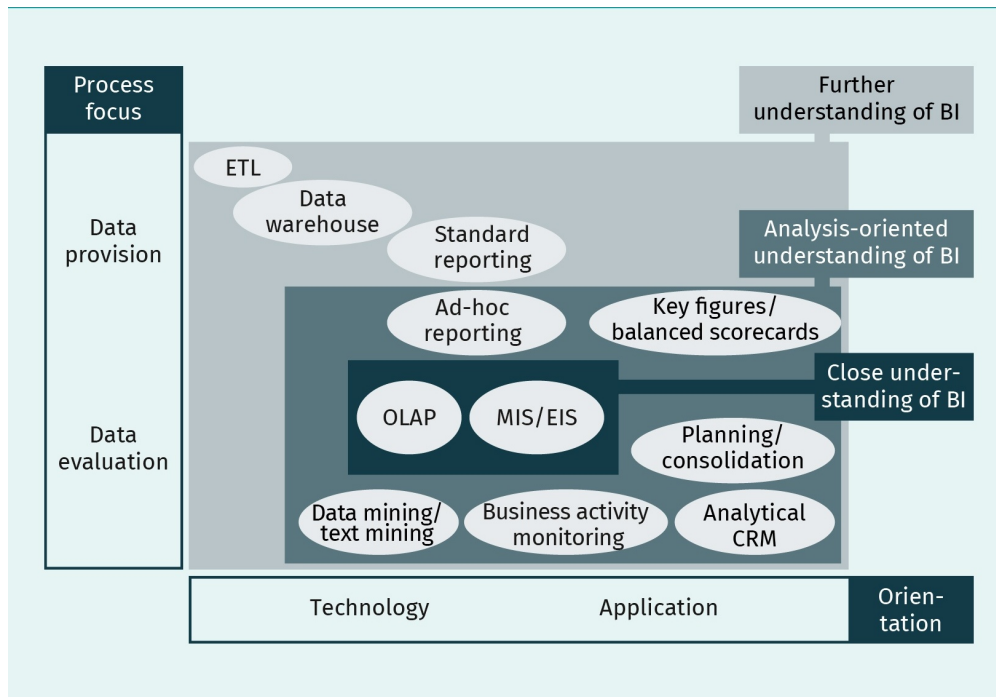 Process
focus
Further
understanding of BI
ETL
Data
warehouse
Data
provision
Standard
reporting
Analysis-oriented
understanding of BI
Ad-hoc
reporting
Key figures/
balanced scorecards
Close under-
standing of BI
OLAP
MIS/EIS
Data
evaluation
Planning/
consolidation
Data mining/
text mining
Business activity
monitoring
Analytical
CRM
Technology
Application
Orien-
tation